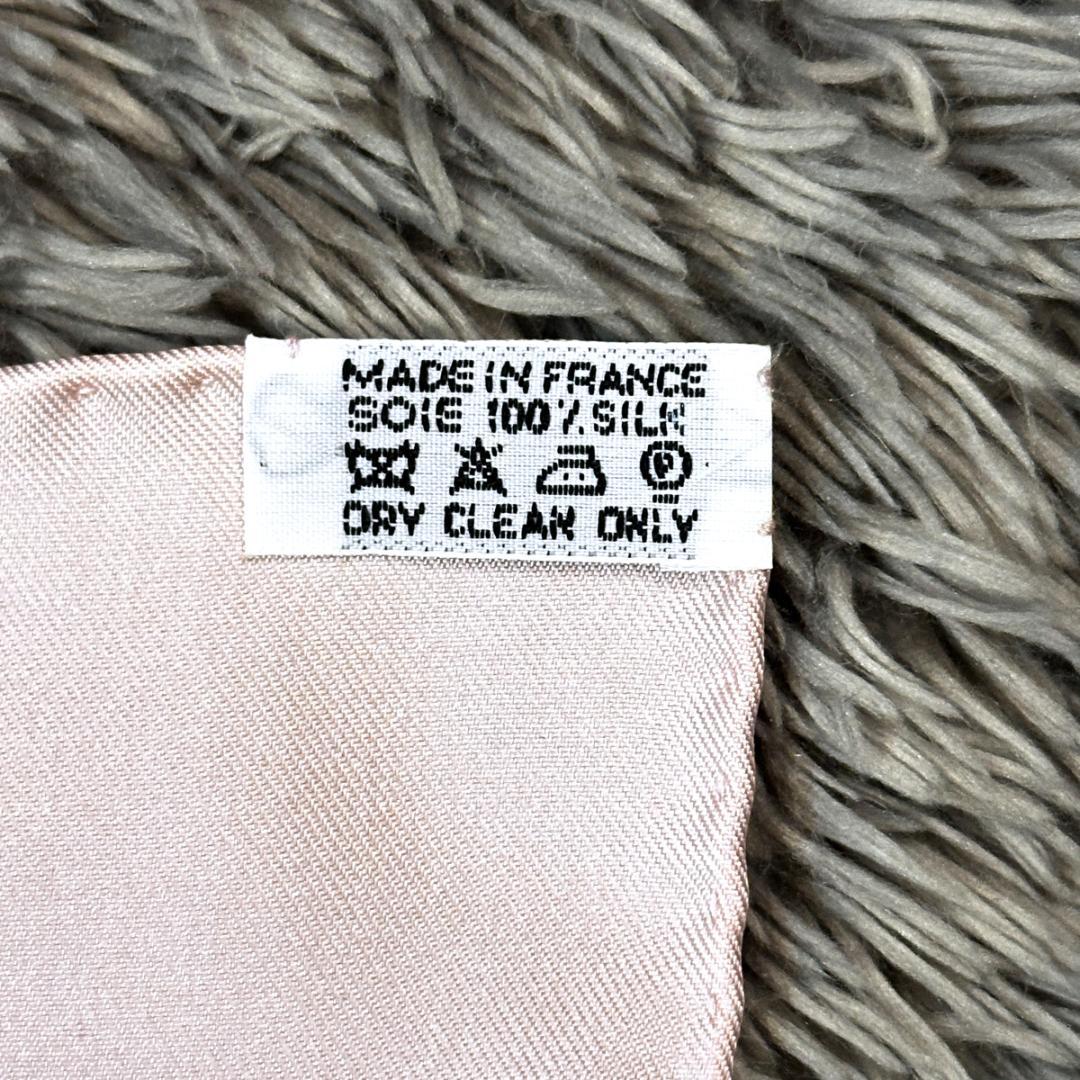 MADE IN FRANCE
SOIE 100% SILK
P
DRY CLEAN ONLY